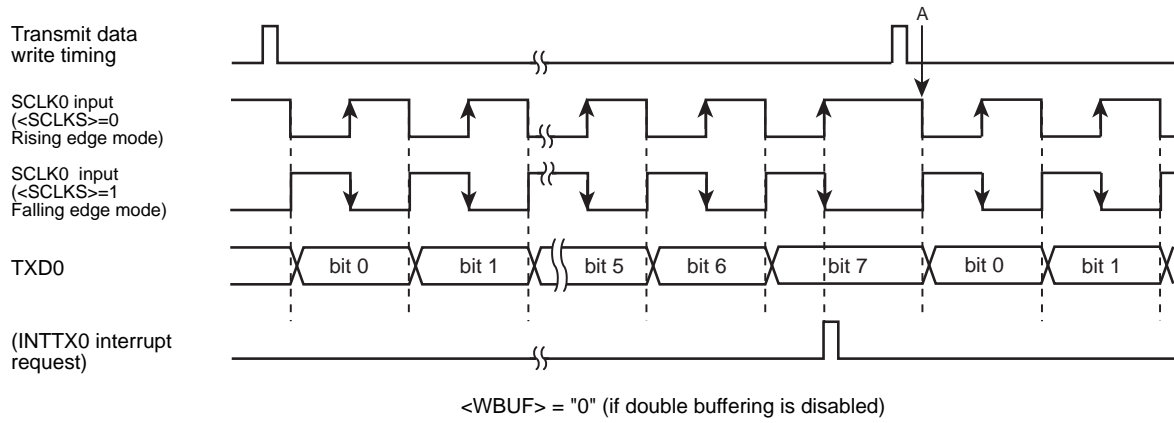 Transmit data
write timing
A
SCLK0 input
(<SCLKS>=0
Rising edge mode)
SCLK0 input
(<SCLKS>=1
Falling edge mode)
TXD0
bit 0
bit 1
bit 5
bit 6
bit 7
bit 0
bit 1
(INTTX0 interrupt
request)
<WBUF> = "0" (if double buffering is disabled)